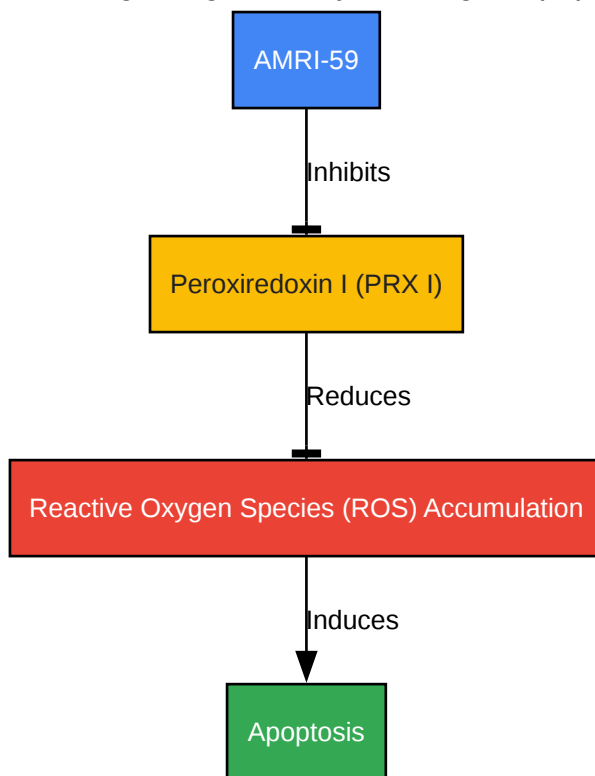 AMRI-59
Inhibits
Peroxiredoxin I (PRX I)
Reduces
Reactive Oxygen Species (ROS) Accumulation
Induces
Apoptosis